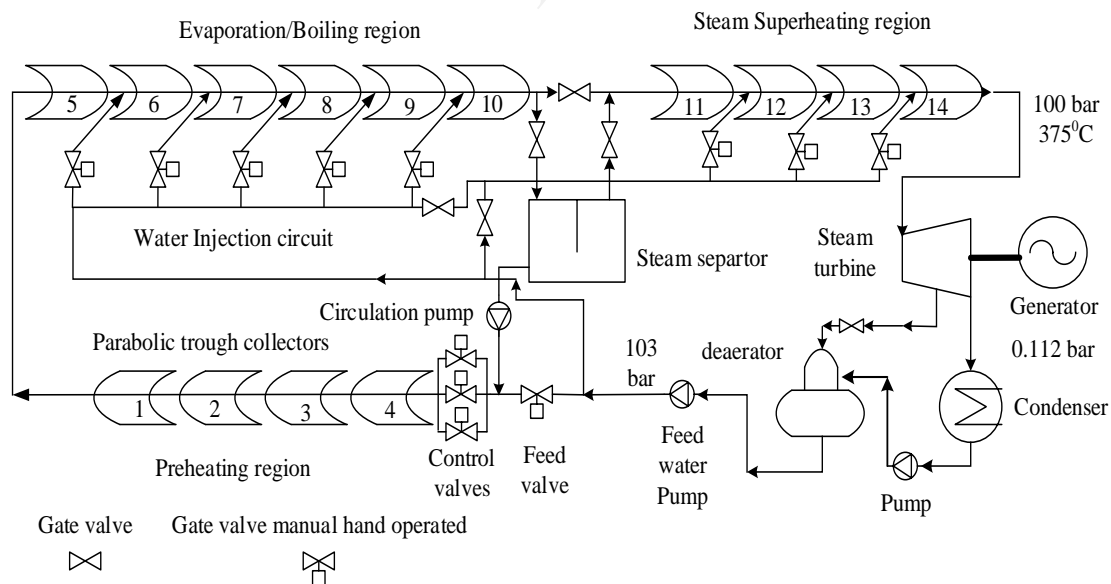 Evaporation/Boiling region
Steam Superheating region
5
6
7
8
9
10
11
12
13
14
100 bar
375⁰C
Water Injection circuit
Steam separtor
Steam
turbine
Generator
Circulation pump
Parabolic trough collectors
103
bar
deaerator
0.112 bar
1
2
3
4
Condenser
Preheating region
Control
valves
Feed
valve
Feed
water
Pump
Pump
Gate valve
Gate valve manual hand operated